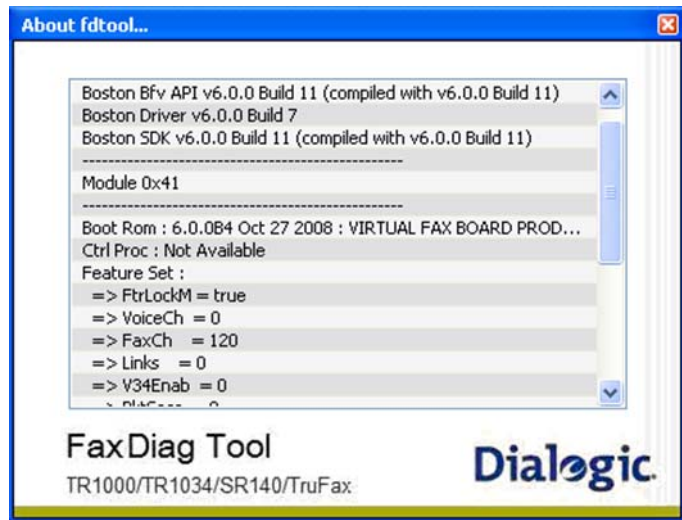 About fdtool...
Boston Bfv API v6.0.0 Build 11 (compiled with v6.0.0 Build 11)
Boston Driver v6.0.0 Build 7
Boston SDK v6.0.0 Build 11 (compiled with v6.0.0 Build 11)
--------------------------------------------------
Module 0x41
--------------------------------------------------
Boot Rom : 6.0.0B4 Oct 27 2008 : VIRTUAL FAX BOARD PROD...
Ctrl Proc : Not Available
Feature Set :
=> FtrLockM = true
=> VoiceCh = 0
=> FaxCh = 120
=> Links = 0
=> V34Enab = 0
FaxDiag Tool
TR1000/TR1034/SR140/TruFax
Dialogic.